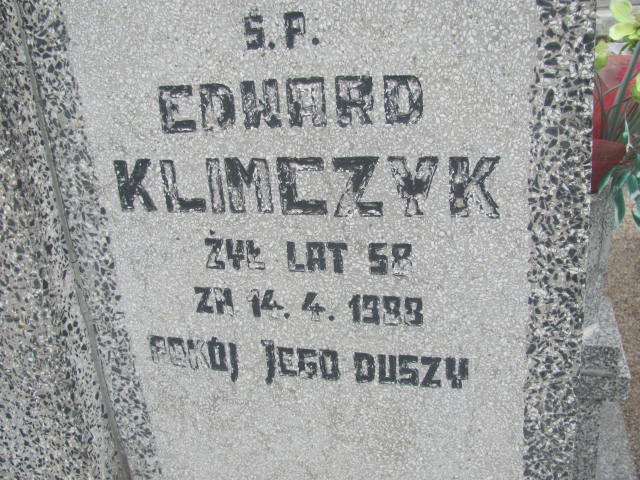 Ś.P.
EDWARD
KLIMCZYK
ŻYŁ LAT 58
ZM 14.4.1988
POKÓJ JEGO DUSZY